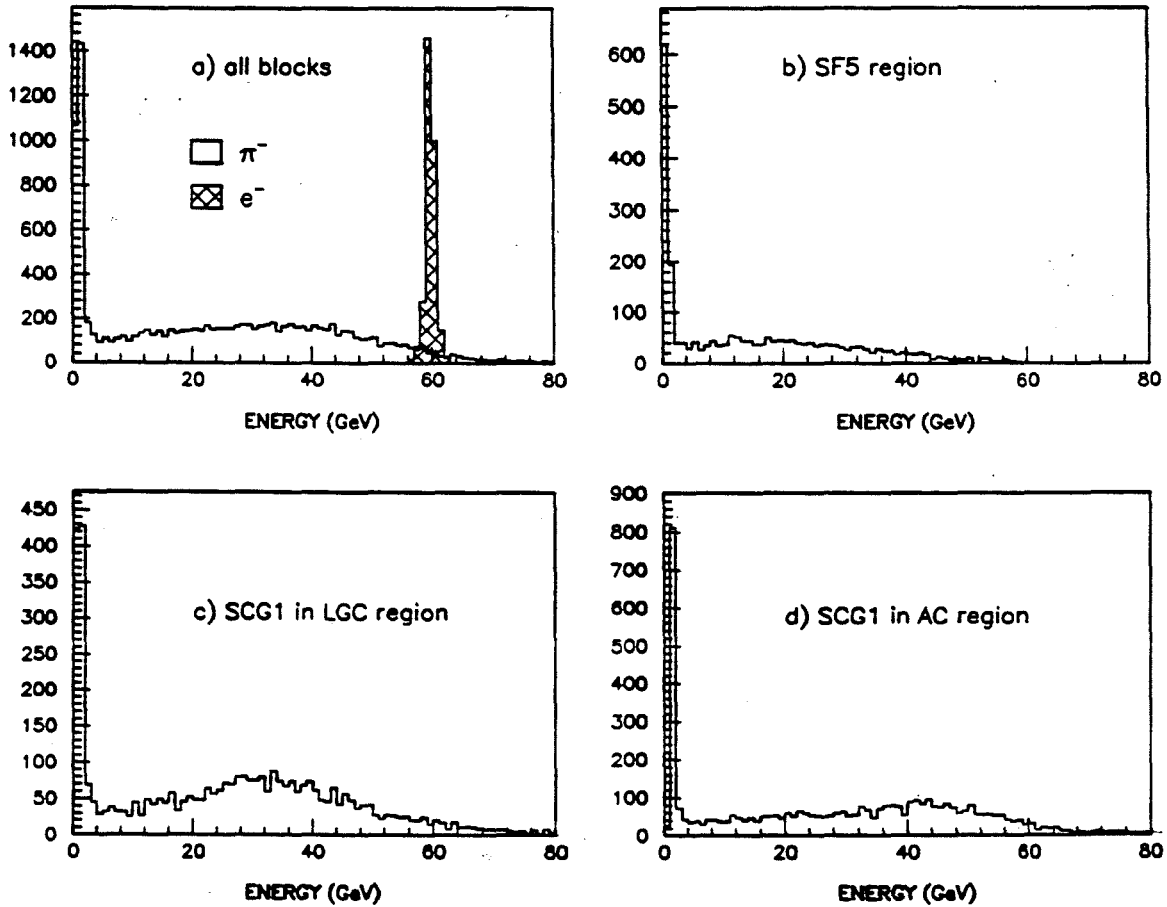 1400
1200
1000
800
600
400
200
0
a) all blocks
π⁻
e⁻
0 20 40 60 80
ENERGY (GeV)
600
500
400
300
200
100
0
b) SF5 region
0 20 40 60 80
ENERGY (GeV)
450
400
350
300
250
200
150
100
50
0
c) SCG1 in LGC region
0 20 40 60 80
ENERGY (GeV)
900
800
700
600
500
400
300
200
100
0
d) SCG1 in AC region
0 20 40 60 80
ENERGY (GeV)